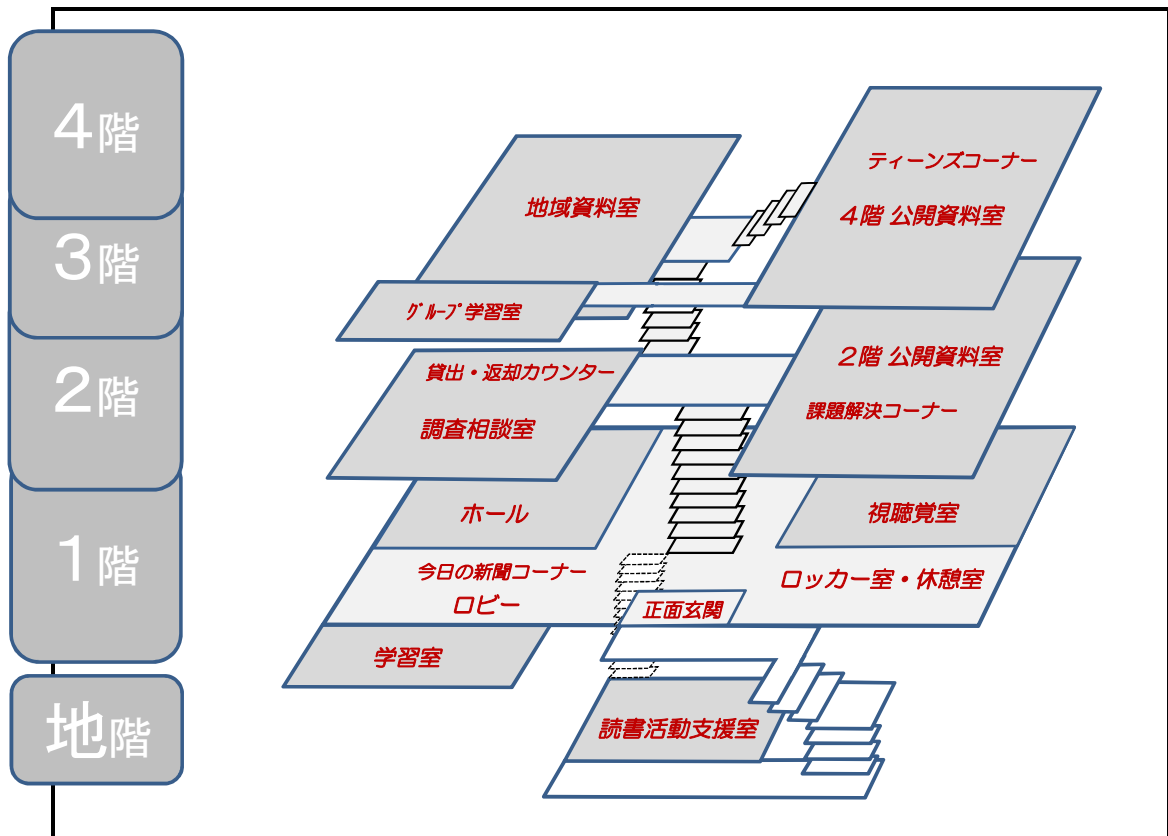 4階
ティーンズコーナー
4階 公開資料室
地域資料室
3階
グループ学習室
2階
2階 公開資料室
課題解決コーナー
貸出・返却カウンター
調査相談室
1階
ホール
視聴覚室
今日の新聞コーナー
ロビー
ロッカー室・休憩室
正面玄関
学習室
地階
読書活動支援室